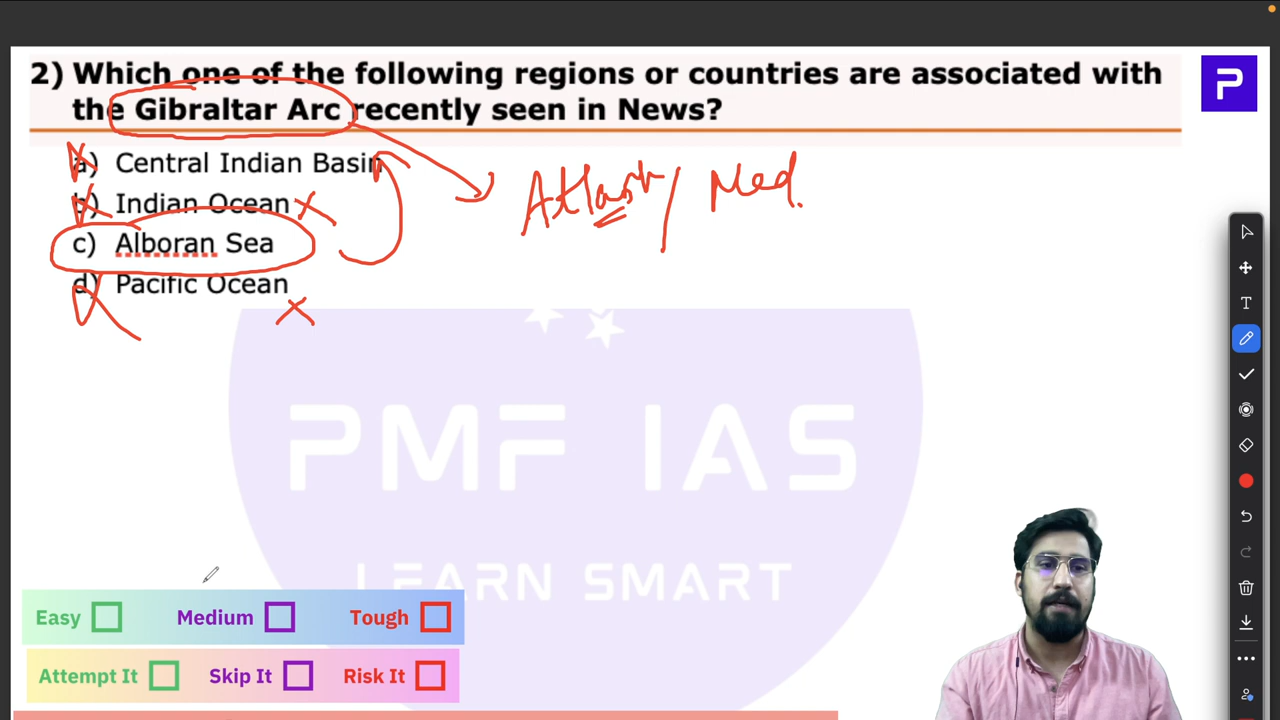 2) Which one of the following regions or countries are associated with
the Gibraltar Arc recently seen in News?
a) Central Indian Basin
b) Indian Ocean
c) Alboran Sea
d) Pacific Ocean
Med.
P
PMF IAS
LEARN SMART
Easy Medium Tough
Attempt It Skip It Risk It
T